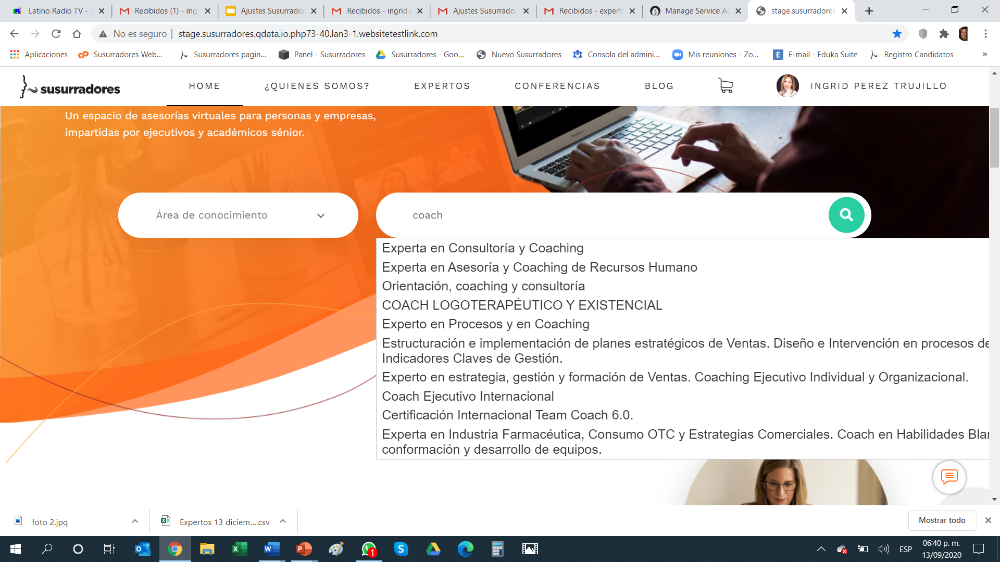 Latino Radio TV –
Recibidos (1) - ing
Ajustes Susurrador
Recibidos - ingrid.p
Ajustes Susurrado.
Recibidos - experto
Manage Service Ac
stage.susurradores
No es seguro
stage.susurradores.qdata.io.php73-40.lan3-1.websitetestlink.com
Aplicaciones
Susurradores Web...
Susurradores pagin...
Panel - Susurradores
Susurradores - Goo...
Nuevo Susurradores
Consola del admini...
Mis reuniones - Zo...
E-mail - Eduka Suite
Registro Candidatos
»
susurradores
HOME
¿QUIENES SOMOS?
EXPERTOS
CONFERENCIAS
BLOG
INGRID PEREZ TRUJILLO
Un espacio de asesorías virtuales para personas y empresas,
impartidas por ejecutivos y académicos sénior.
Área de conocimiento
coach
Experta en Consultoría y Coaching
Experta en Asesoría y Coaching de Recursos Humano
Orientación, coaching y consultoría
COACH LOGOTERAPÉUTICO Y EXISTENCIAL
Experto en Procesos y en Coaching
Estructuración e implementación de planes estratégicos de Ventas. Diseño e Intervención en procesos de
Indicadores Claves de Gestión.
Experto en estrategia, gestión y formación de Ventas. Coaching Ejecutivo Individual y Organizacional.
Coach Ejecutivo Internacional
Certificación Internacional Team Coach 6.0.
Experta en Industria Farmacéutica, Consumo OTC y Estrategias Comerciales. Coach en Habilidades Blan
conformación y desarrollo de equipos.
foto 2.jpg
Expertos 13 diciem....csv
Mostrar todo
1
ESP
06:40 p. m.
13/09/2020